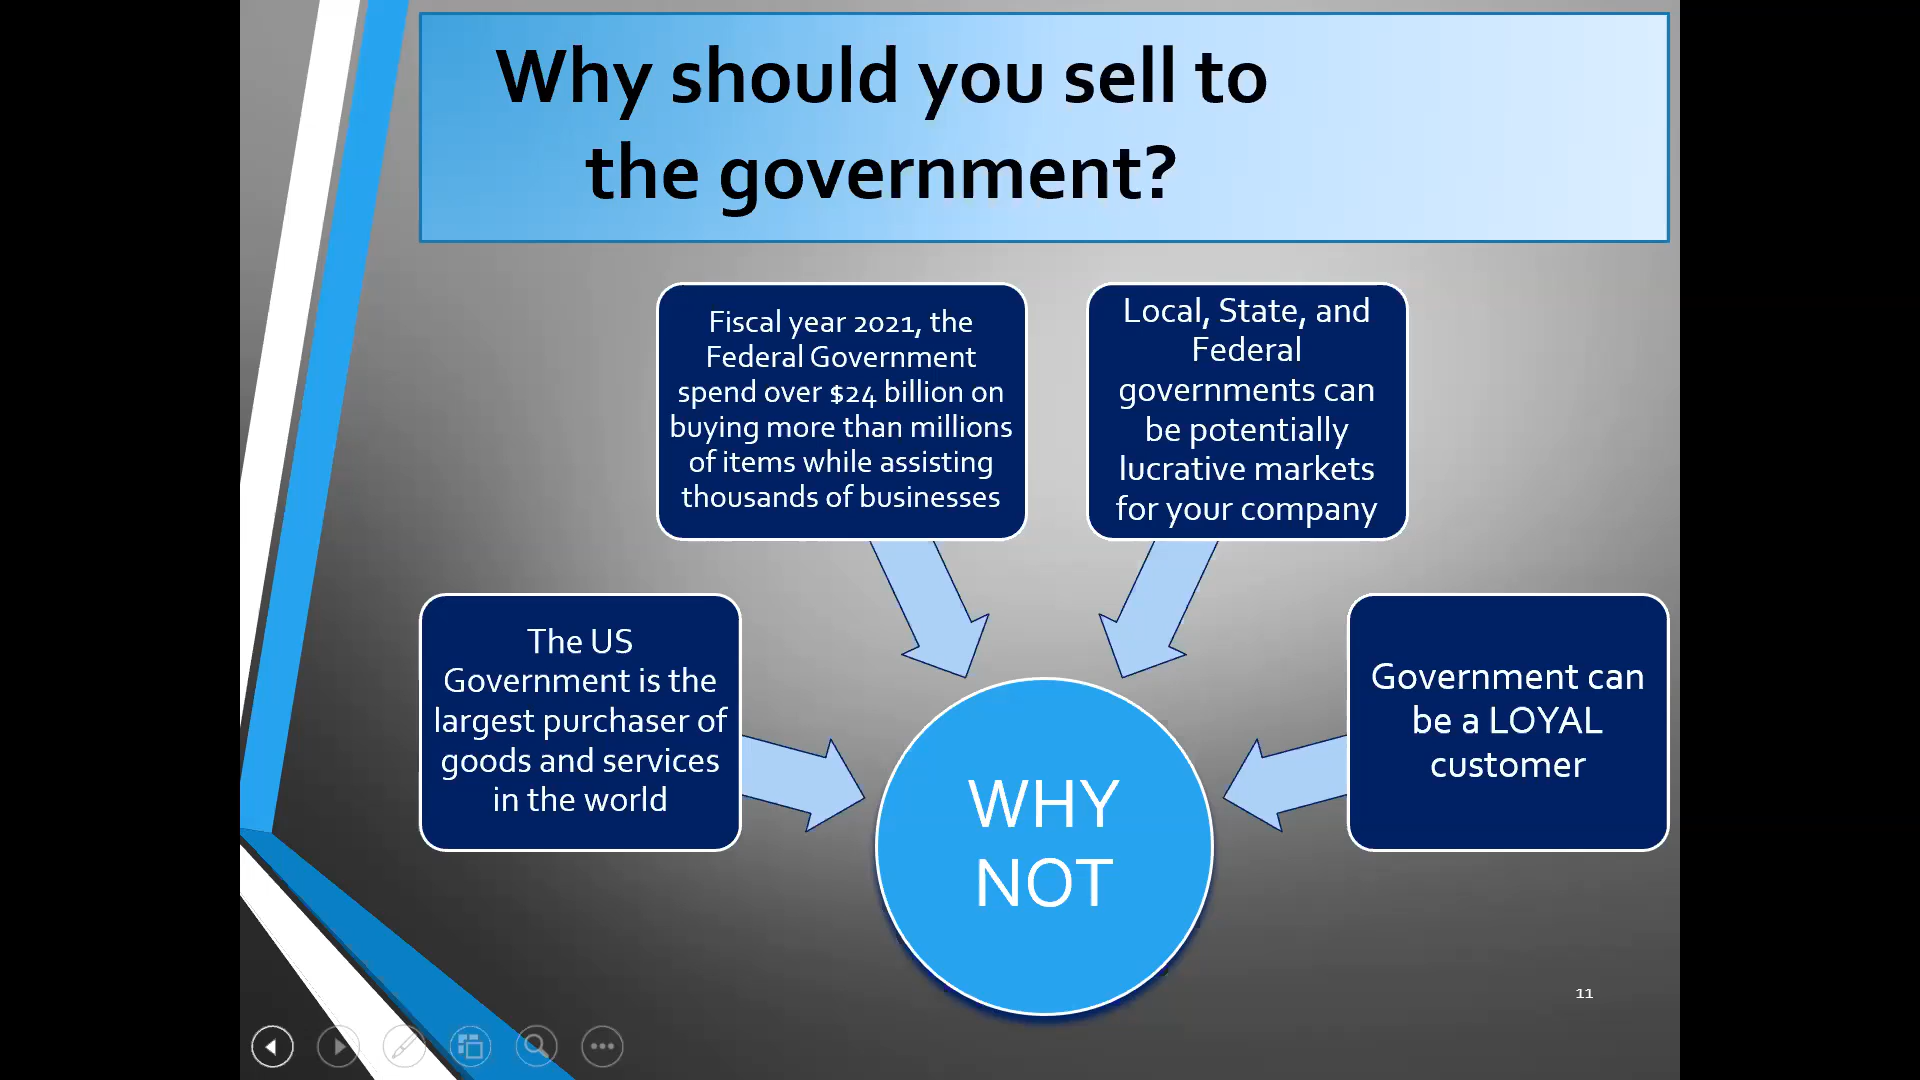 Why should you sell to
the government?
Fiscal year 2021, the
Federal Government
spend over $24 billion on
buying more than millions
of items while assisting
thousands of businesses
Local, State, and
Federal
governments can
be potentially
lucrative markets
for your company
The US
Government is the
largest purchaser of
goods and services
in the world
Government can
be a LOYAL
customer
WHY
NOT
11